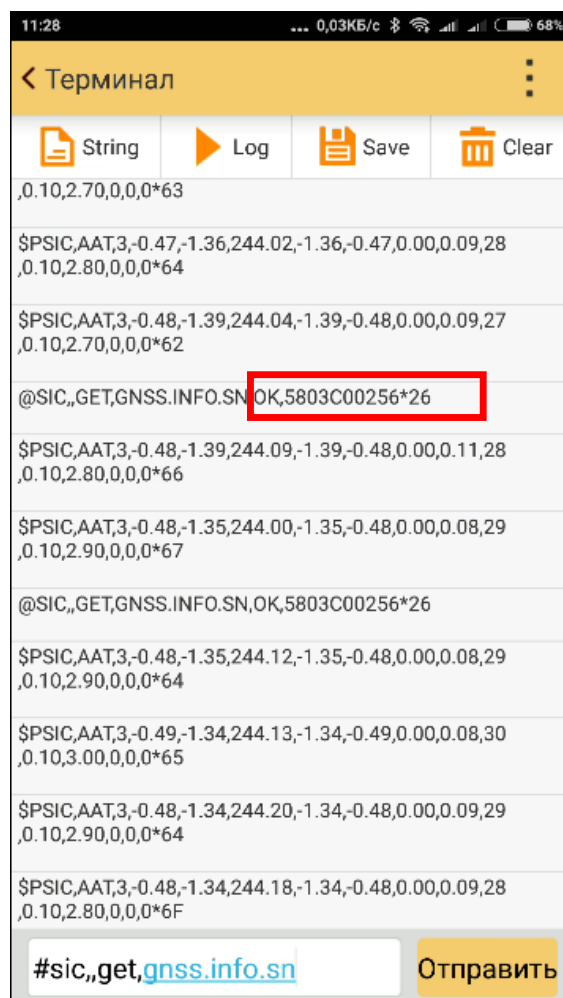 11:28 ... 0,03КБ/с 68%
Терминал
String Log Save Clear
,0.10,2.70,0,0,0*63
$PSIC,AAT,3,-0.47,-1.36,244.02,-1.36,-0.47,0.00,0.09,28
,0.10,2.80,0,0,0*64
$PSIC,AAT,3,-0.48,-1.39,244.04,-1.39,-0.48,0.00,0.09,27
,0.10,2.70,0,0,0*62
@SIC,,GET,GNSS.INFO.SN,OK,5803C00256*26
$PSIC,AAT,3,-0.48,-1.39,244.09,-1.39,-0.48,0.00,0.11,28
,0.10,2.80,0,0,0*66
$PSIC,AAT,3,-0.48,-1.35,244.00,-1.35,-0.48,0.00,0.08,29
,0.10,2.90,0,0,0*67
@SIC,,GET,GNSS.INFO.SN,OK,5803C00256*26
$PSIC,AAT,3,-0.48,-1.35,244.12,-1.35,-0.48,0.00,0.08,29
,0.10,2.90,0,0,0*64
$PSIC,AAT,3,-0.49,-1.34,244.13,-1.34,-0.49,0.00,0.08,30
,0.10,3.00,0,0,0*65
$PSIC,AAT,3,-0.48,-1.34,244.20,-1.34,-0.48,0.00,0.09,29
,0.10,2.90,0,0,0*64
$PSIC,AAT,3,-0.48,-1.34,244.18,-1.34,-0.48,0.00,0.09,28
,0.10,2.80,0,0,0*6F
#sic,,get,gnss.info.sn Отправить